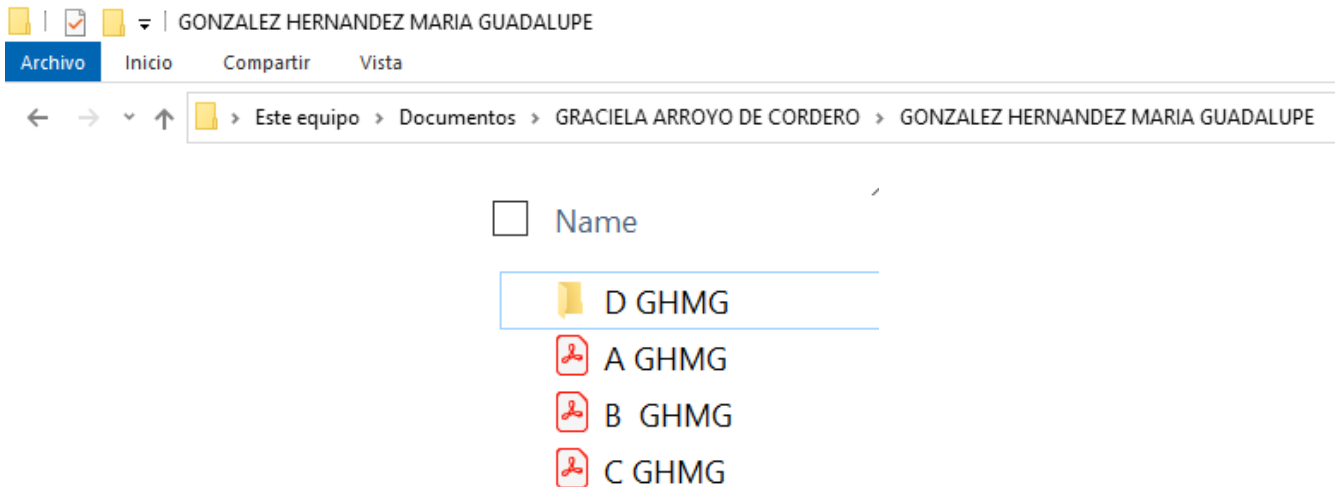 GONZALEZ HERNANDEZ MARIA GUADALUPE
Archivo Inicio Compartir Vista
Este equipo > Documentos > GRACIELA ARROYO DE CORDERO > GONZALEZ HERNANDEZ MARIA GUADALUPE
Name
D GHMG
A GHMG
B  GHMG
C GHMG